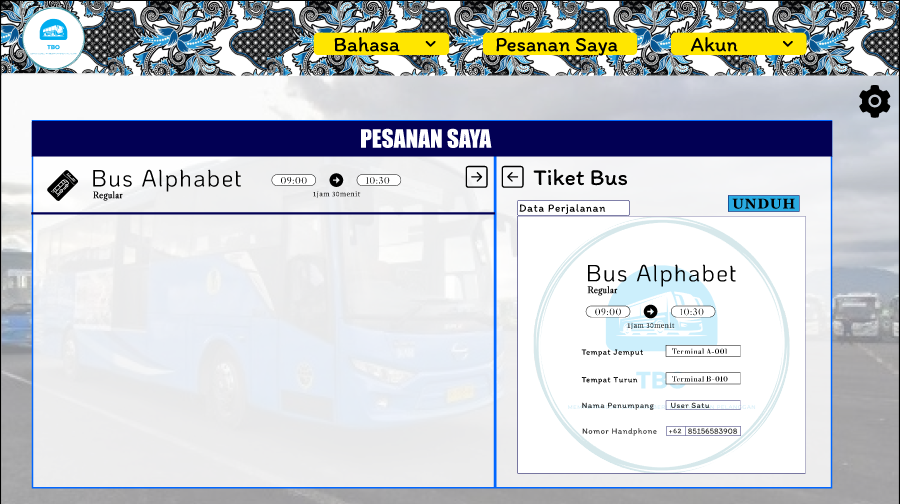 TBO
Bahasa
Pesanan Saya
Akun
PESANAN SAYA
Bus Alphabet
Regular
09:00
10:30
1jam 30menit
Tiket Bus
Data Perjalanan
UNDUH
Bus Alphabet
Regular
09:00
10:30
1jam 30menit
Tempat Jemput
Terminal A-001
Tempat Turun
Terminal B-010
Nama Penumpang
User Satu
Nomor Handphone
+62 85156583908
TBO